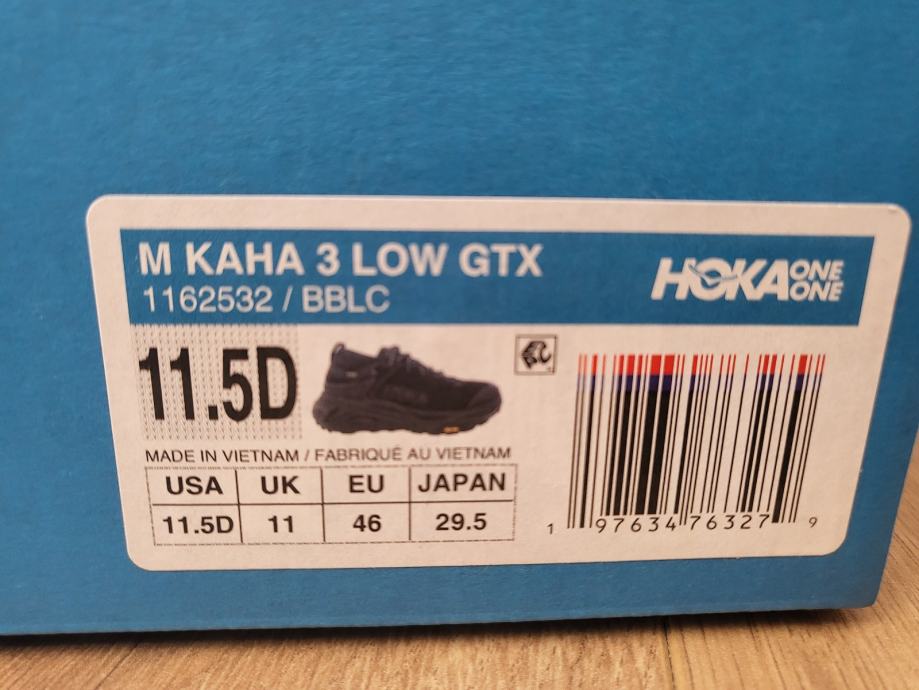 M KAHA 3 LOW GTX
1162532 / BBLC
HOKA ONE ONE
11.5D
MADE IN VIETNAM / FABRIQUÉ AU VIETNAM
USA UK EU JAPAN
11.5D 11 46 29.5
1 97634 76327 9